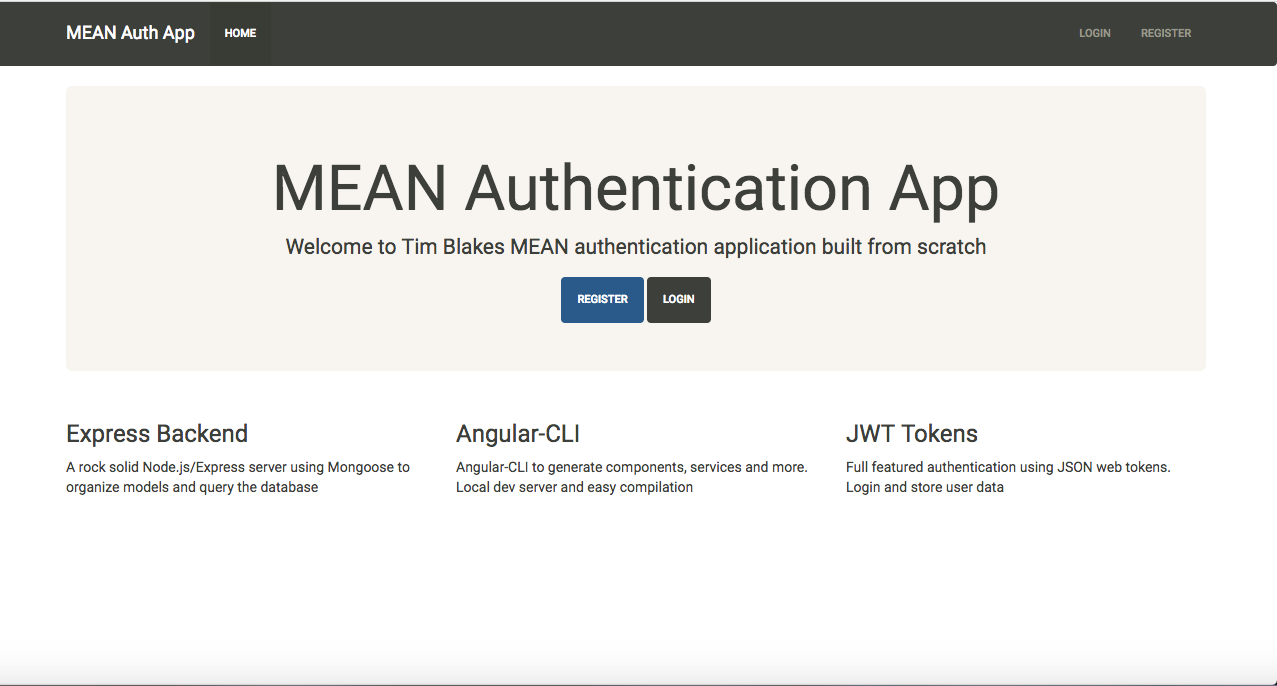 MEAN Auth App HOME LOGIN REGISTER
MEAN Authentication App
Welcome to Tim Blakes MEAN authentication application built from scratch
REGISTER LOGIN
Express Backend
A rock solid Node.js/Express server using Mongoose to
organize models and query the database
Angular-CLI
Angular-CLI to generate components, services and more.
Local dev server and easy compilation
JWT Tokens
Full featured authentication using JSON web tokens.
Login and store user data